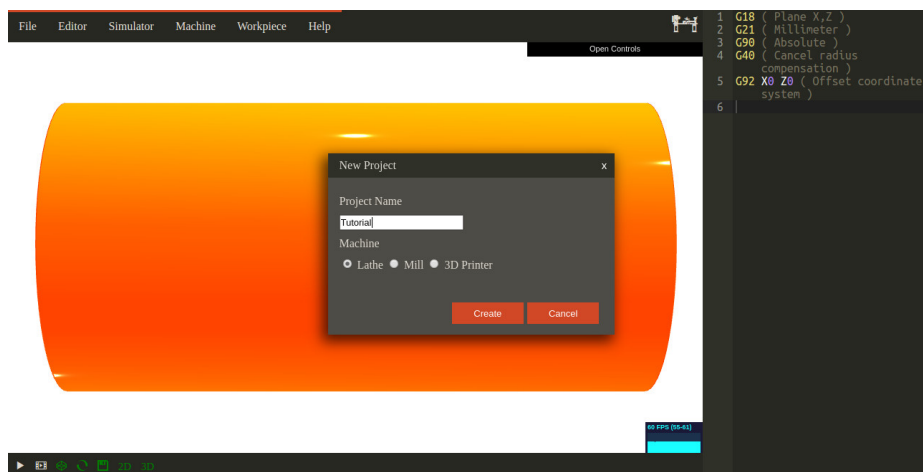 File Editor Simulator Machine Workpiece Help
Open Controls
New Project x
Project Name
Tutorial
Machine
Lathe Mill 3D Printer
Create Cancel
60 FPS (55-61)
2D 3D
1 G18 ( Plane X,Z )
2 G21 ( Millimeter )
3 G90 ( Absolute )
4 G40 ( Cancel radius
compensation )
5 G92 X0 Z0 ( Offset coordinate
system )
6